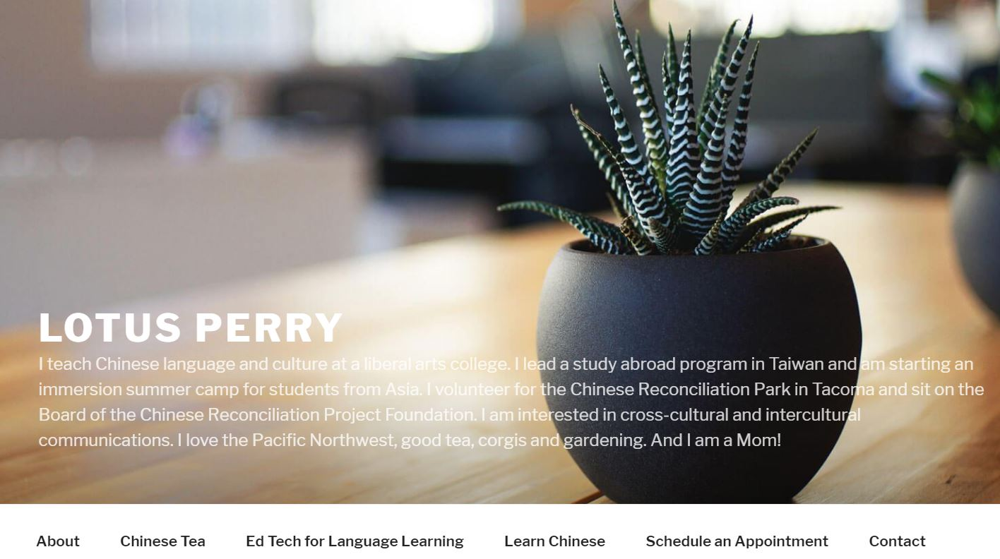 LOTUS PERRY
I teach Chinese language and culture at a liberal arts college. I lead a study abroad program in Taiwan and am starting an
immersion summer camp for students from Asia. I volunteer for the Chinese Reconciliation Park in Tacoma and sit on the
Board of the Chinese Reconciliation Project Foundation. I am interested in cross-cultural and intercultural
communications. I love the Pacific Northwest, good tea, corgis and gardening. And I am a Mom!
About Chinese Tea Ed Tech for Language Learning Learn Chinese Schedule an Appointment Contact